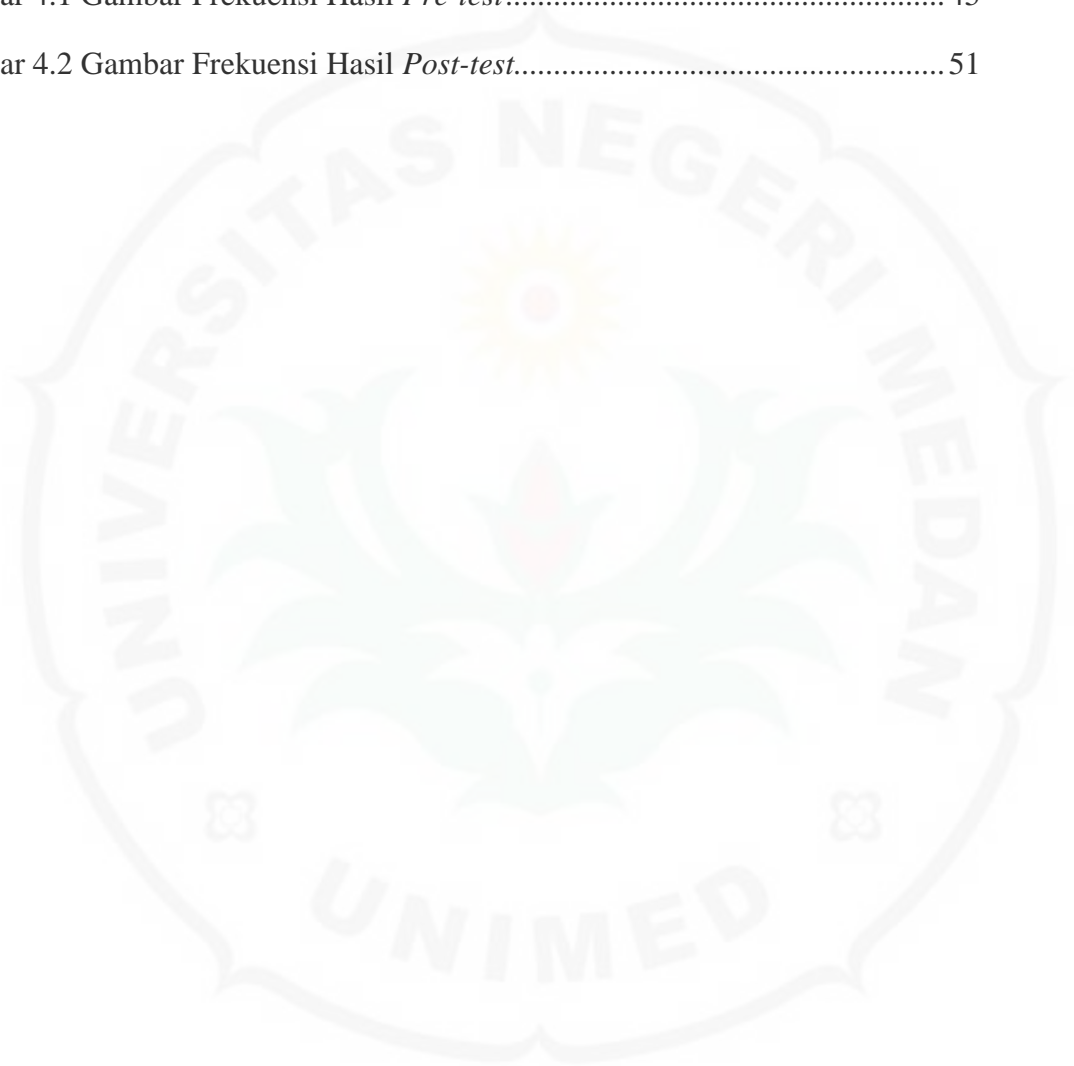 ar 4.1 Gambar Frekuensi Hasil Pre-test.................................................... 45
ar 4.2 Gambar Frekuensi Hasil Post-test.................................................. 51
UNIVERSITAS NEGERI MEDAN
UNIMED